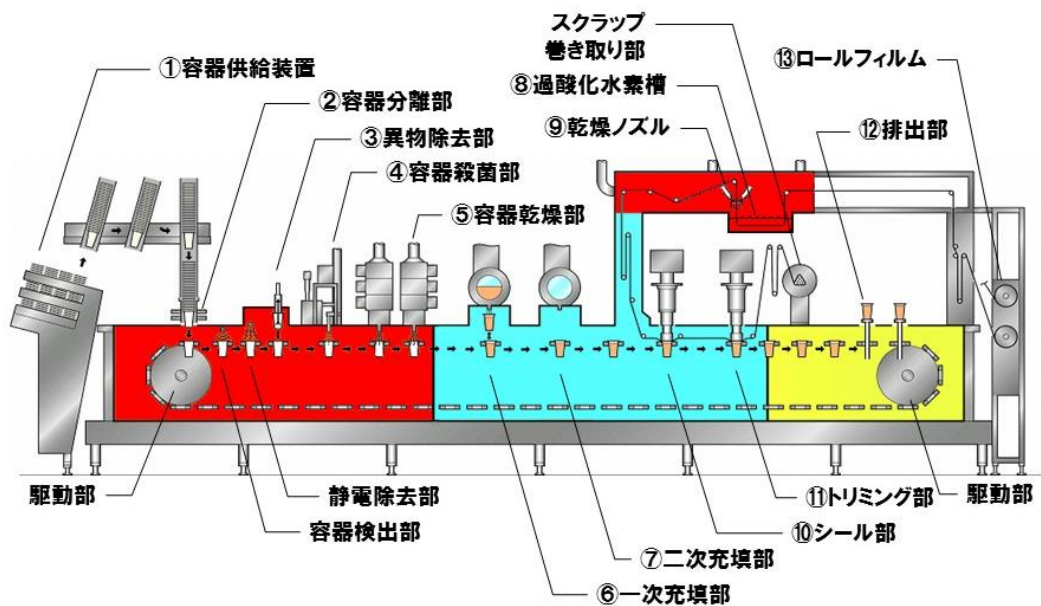 ①容器供給装置
②容器分離部
③異物除去部
④容器殺菌部
⑤容器乾燥部
スクラップ
巻き取り部
⑧過酸化水素槽
⑨乾燥ノズル
⑬ロールフィルム
⑫排出部
駆動部
静電除去部
容器検出部
⑥一次充填部
⑦二次充填部
⑩シール部
⑪トリミング部
駆動部